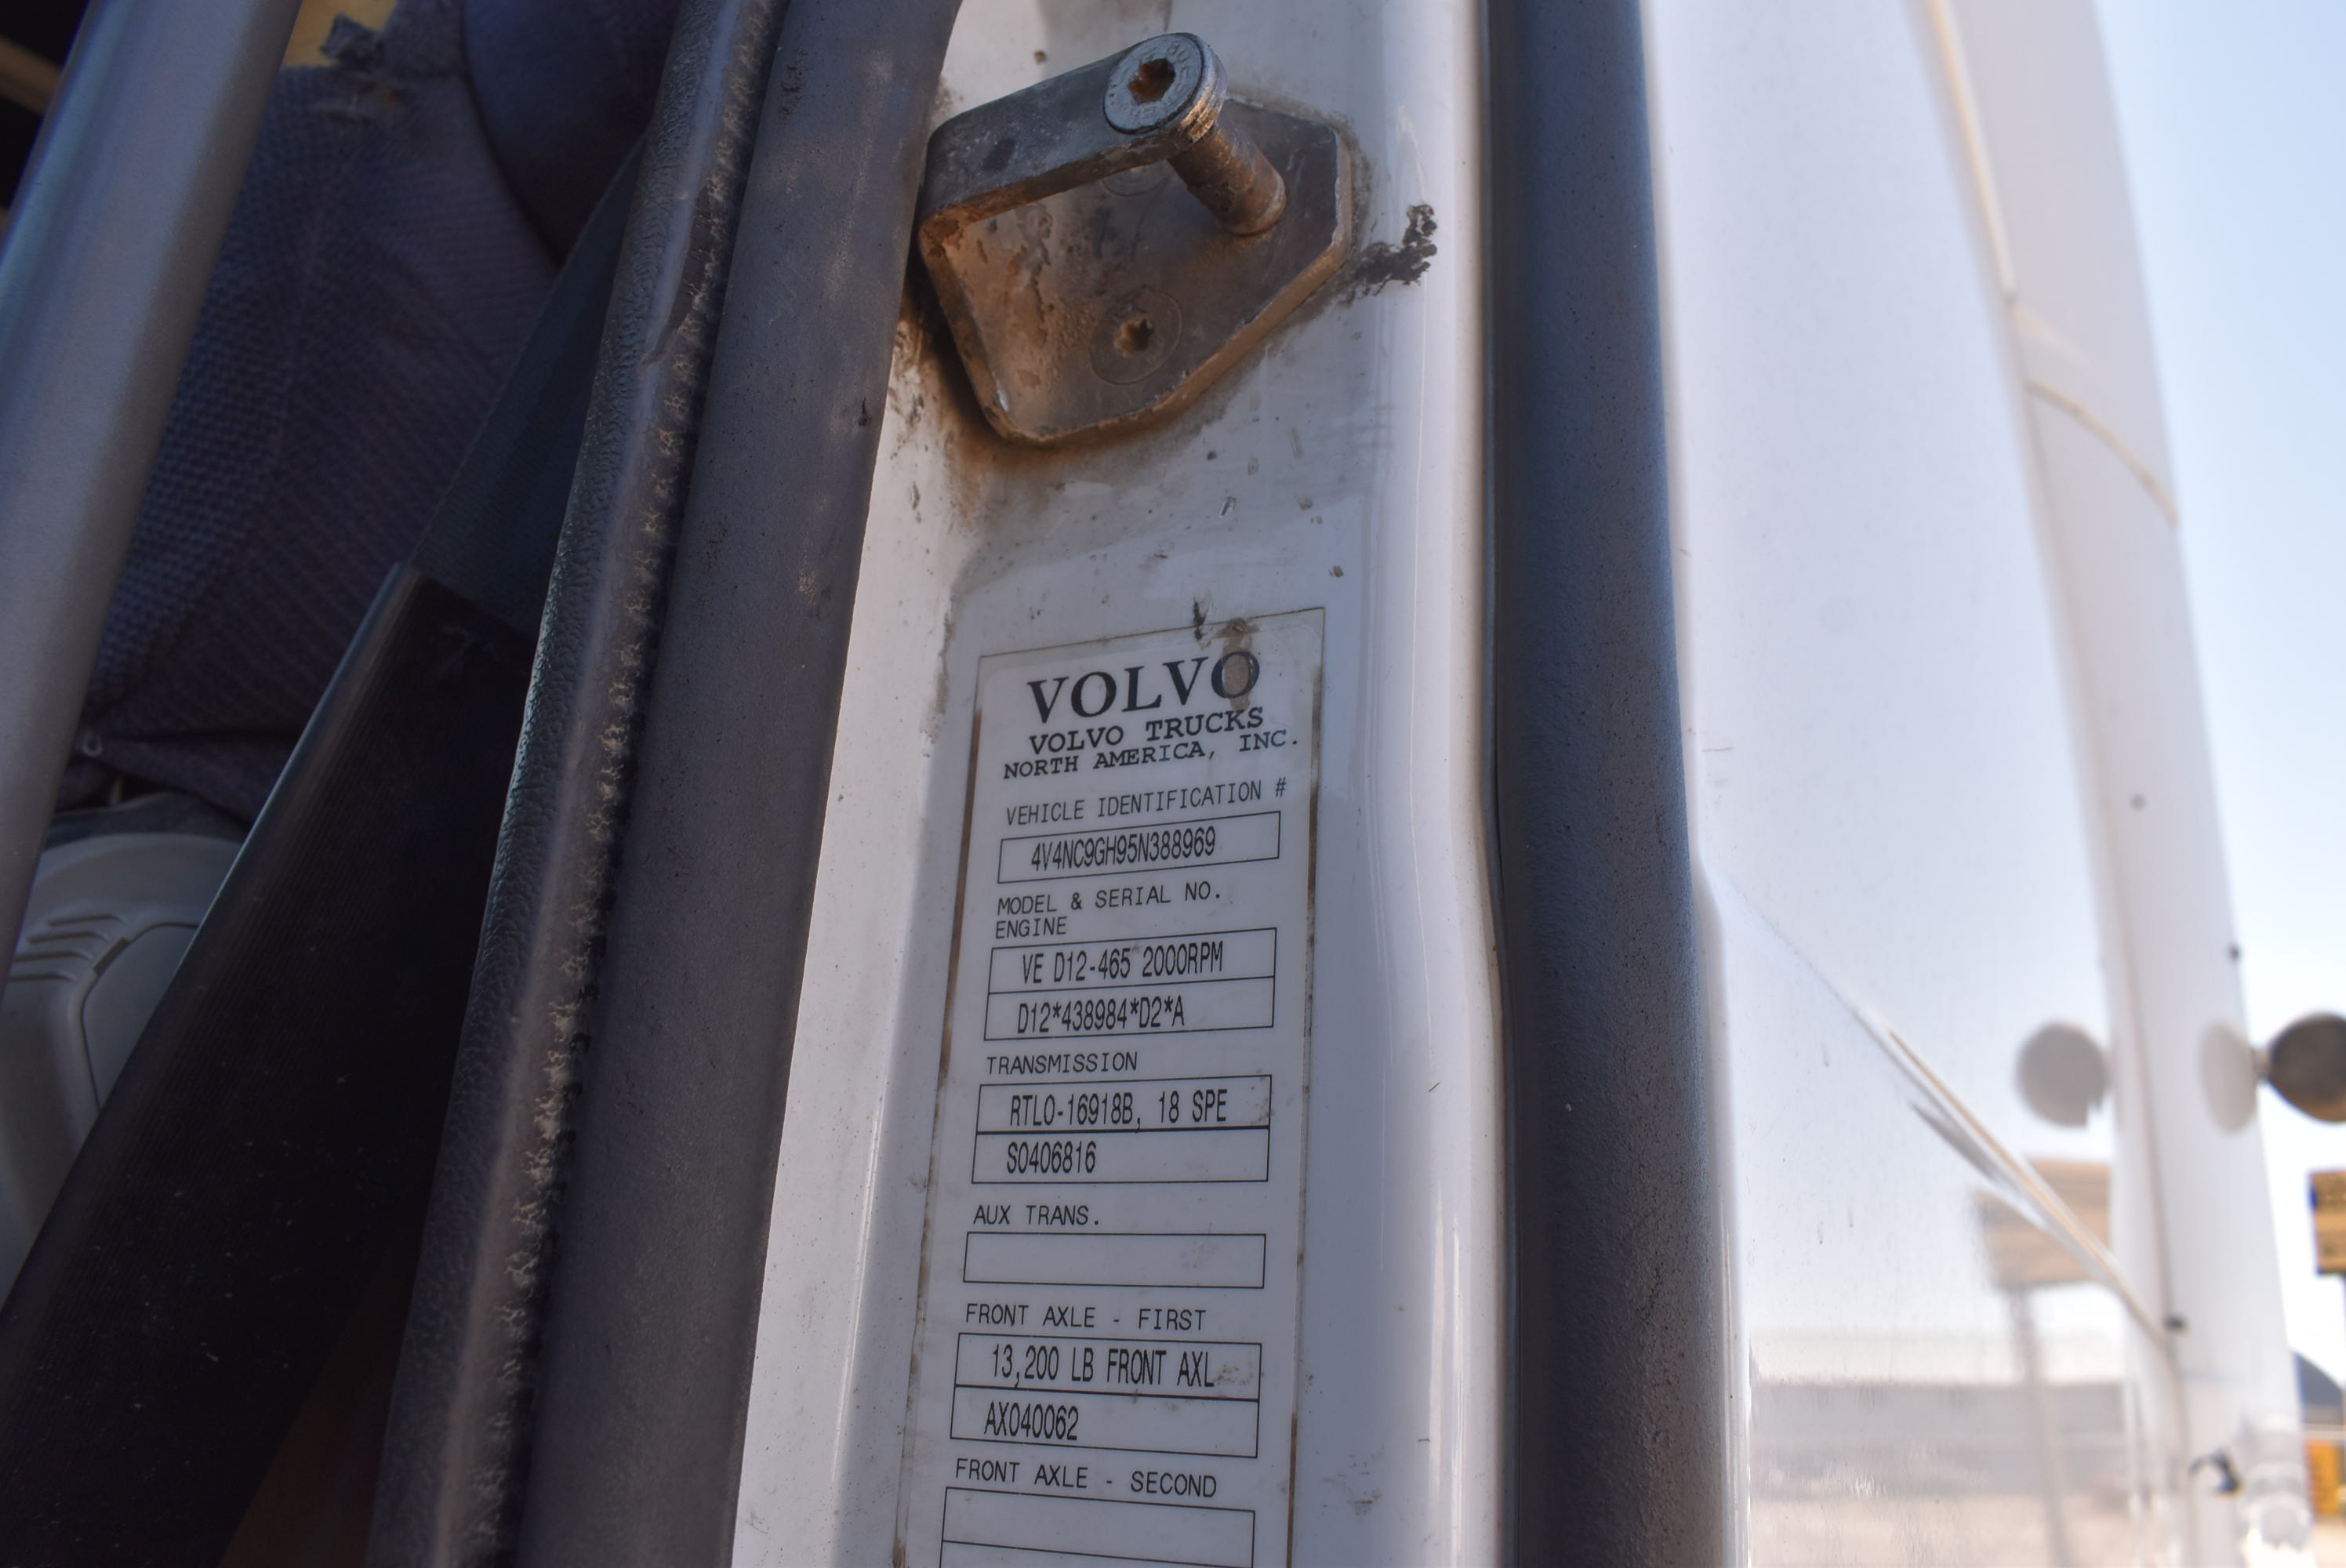 VOLVO
VOLVO TRUCKS
NORTH AMERICA, INC.
VEHICLE IDENTIFICATION #
4V4NC9GH95N388969
MODEL & SERIAL NO.
ENGINE
VE D12-465 2000RPM
D12*438984*D2*A
TRANSMISSION
RTLO-16918B, 18 SPE
S0406816
AUX TRANS.
FRONT AXLE - FIRST
13,200 LB FRONT AXL
AX040062
FRONT AXLE - SECOND